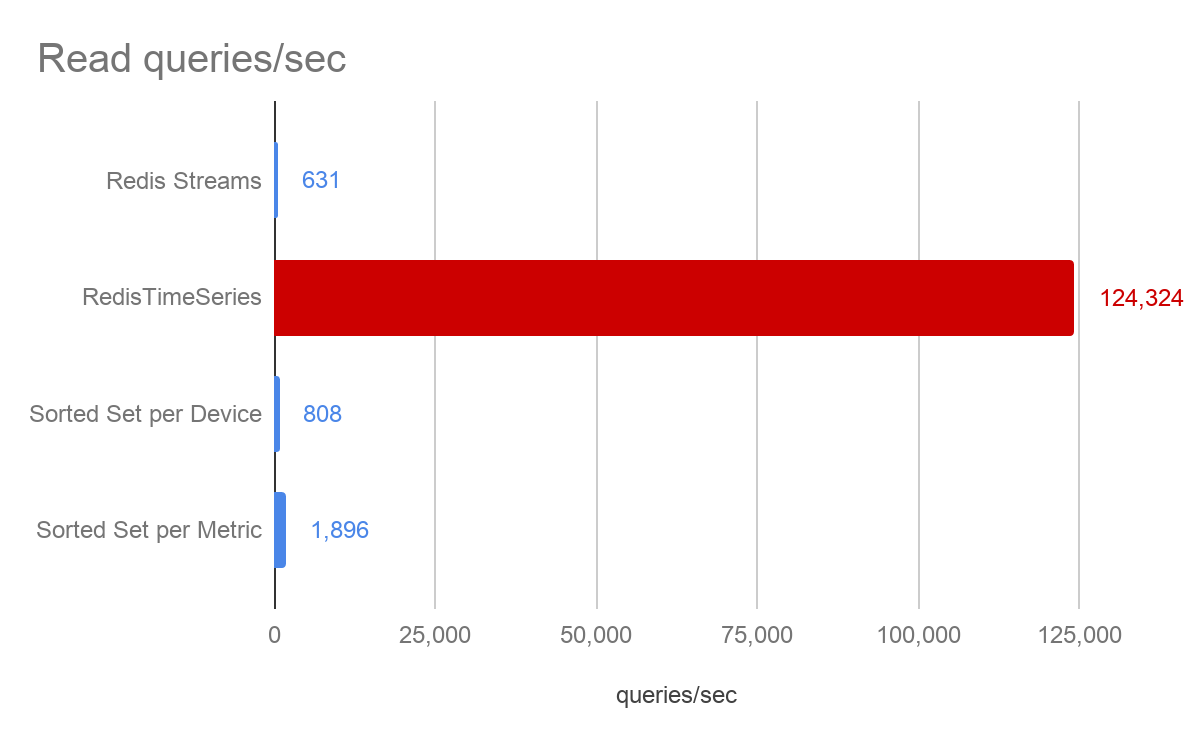 Read queries/sec
Redis Streams
631
RedisTimeSeries
124,324
Sorted Set per Device
808
Sorted Set per Metric
1,896
0
25,000
50,000
75,000
100,000
125,000
queries/sec